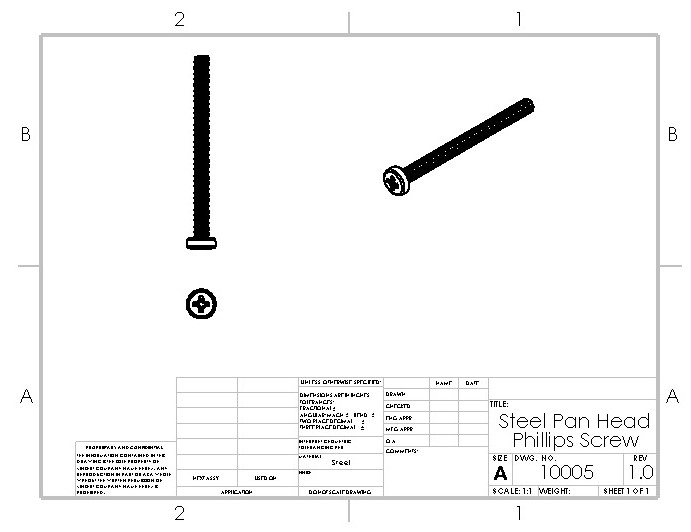 2 1
B B
A A
UNLESS OTHERWISE SPECIFIED:
NAME DATE
DIMENSIONS ARE IN INCHES
TOLERANCES:
FRACTIONAL ±
ANGULAR: MACH ± BEND ±
TWO PLACE DECIMAL ±
THREE PLACE DECIMAL ±
DRAWN
CHECKED
ENG APPR.
MFG APPR.
INTERPRET GEOMETRIC
TOLERANCING PER:
Q.A.
COMMENTS:
MATERIAL
Steel
FINISH
TITLE:
Steel Pan Head
Phillips Screw
PROPRIETARY AND CONFIDENTIAL
THE INFORMATION CONTAINED IN THIS
DRAWING IS THE SOLE PROPERTY OF
<INSERT COMPANY NAME HERE>. ANY
REPRODUCTION IN PART OR AS A WHOLE
WITHOUT THE WRITTEN PERMISSION OF
<INSERT COMPANY NAME HERE> IS
PROHIBITED.
NEXT ASSY USED ON
APPLICATION
DO NOT SCALE DRAWING
SIZE DWG. NO. REV
A 10005 1.0
SCALE: 1:1 WEIGHT: SHEET 1 OF 1
2 1